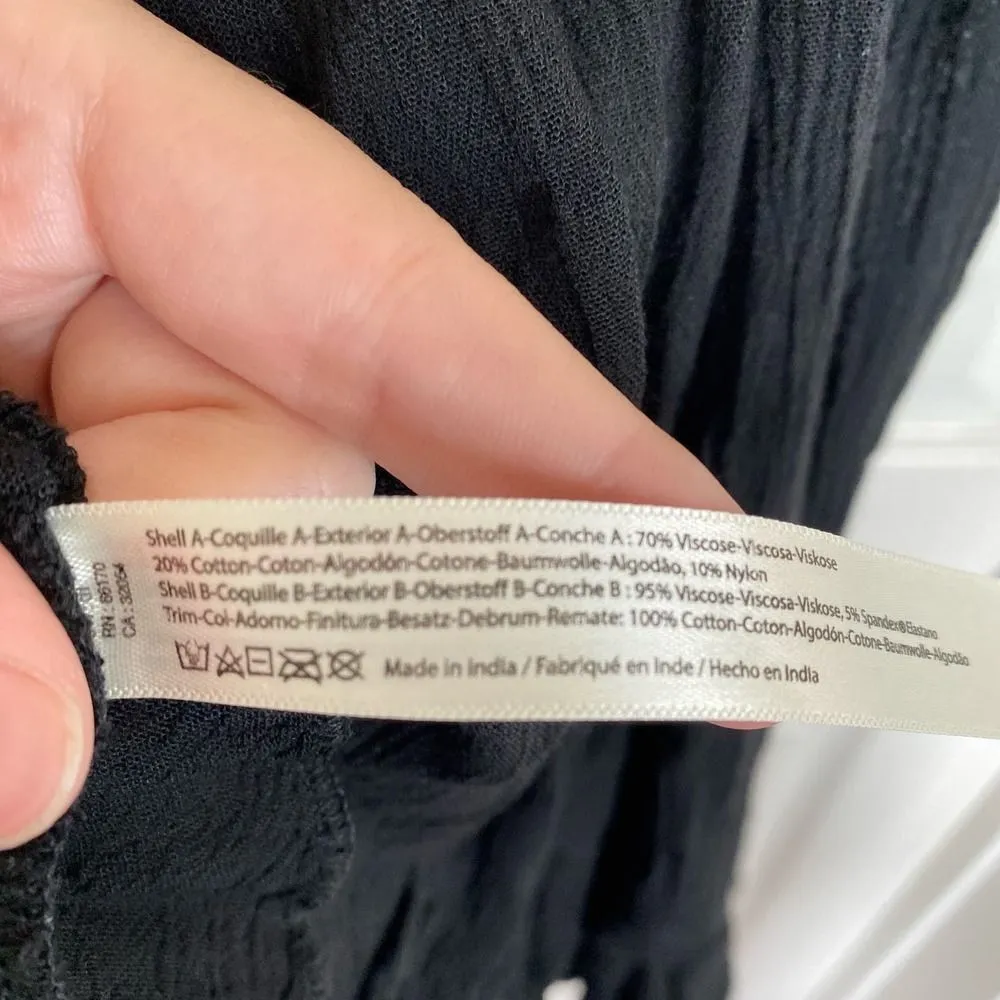 Shell A-Coquille A-Exterior A-Oberstoff A-Conche A : 70% Viscose-Viscosa-Viskose
20% Cotton-Coton-Algodón-Cotone-Baumwolle-Algodão, 10% Nylon
Shell B-Coquille B-Exterior B-Oberstoff B-Conche B : 95% Viscose-Viscosa-Viskose, 5% Spandex®Elastano
Trim-Col-Adorno-Finitura-Besatz-Debrum-Remate: 100% Cotton-Coton-Algodón-Cotone-Baumwolle-Algodão
Made in India / Fabriqué en Inde / Hecho en India
RN :
CA :